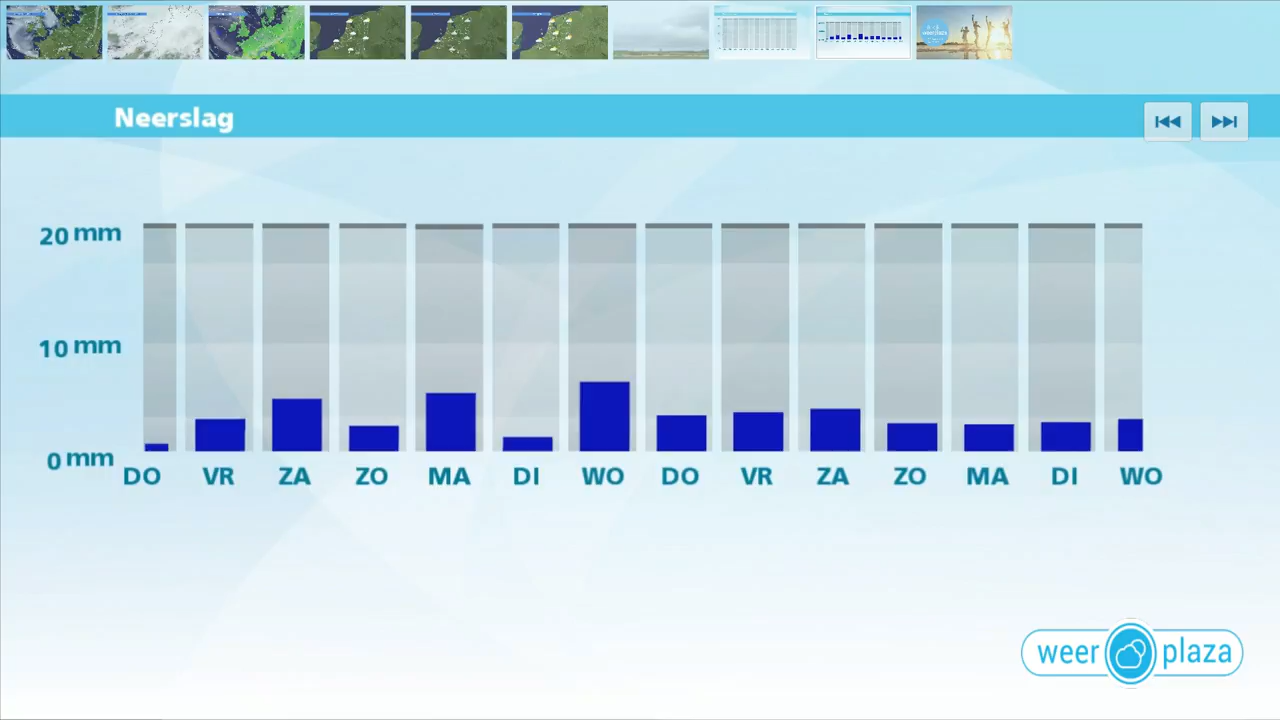 Neerslag
20 mm
10 mm
0 mm
DO VR ZA ZO MA DI WO DO VR ZA ZO MA DI WO
weer plaza